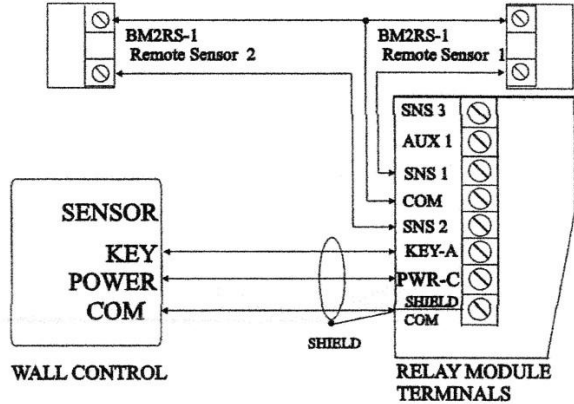 BM2RS-1
Remote Sensor 2
BM2RS-1
Remote Sensor 1
SNS 3
AUX 1
SNS 1
COM
SNS 2
KEY-A
PWR-C
SHIELD
COM
SENSOR
KEY
POWER
COM
SHIELD
WALL CONTROL
RELAY MODULE
TERMINALS